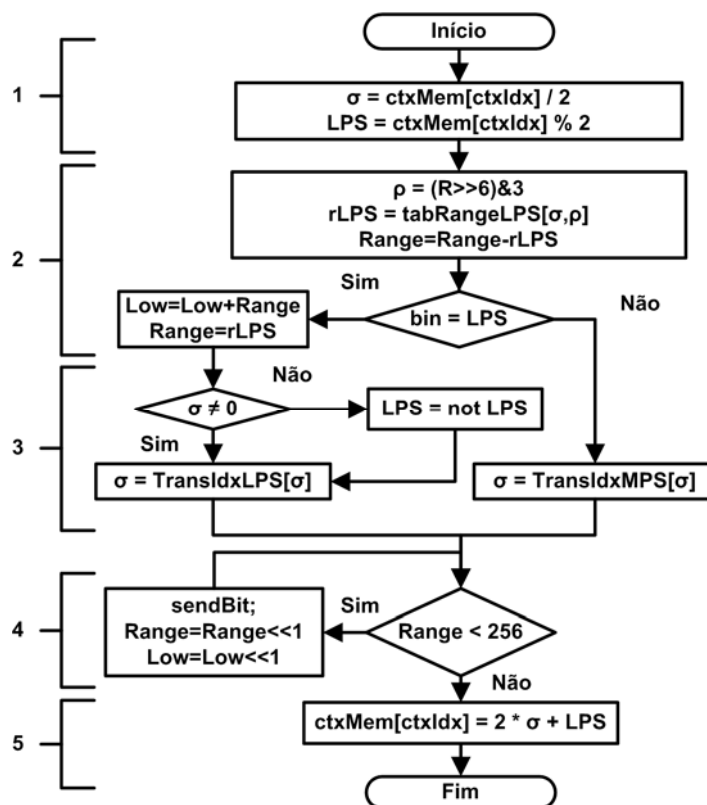 Início
1
σ = ctxMem[ctxIdx] / 2
LPS = ctxMem[ctxIdx] % 2
2
ρ = (R>>6)&3
rLPS = tabRangeLPS[σ,ρ]
Range=Range-rLPS
Sim
Não
Low=Low+Range
Range=rLPS
bin = LPS
3
Não
σ ≠ 0
LPS = not LPS
Sim
σ = TransIdxLPS[σ]
σ = TransIdxMPS[σ]
4
sendBit;
Range=Range<<1
Low=Low<<1
Sim
Range < 256
Não
5
ctxMem[ctxIdx] = 2 * σ + LPS
Fim